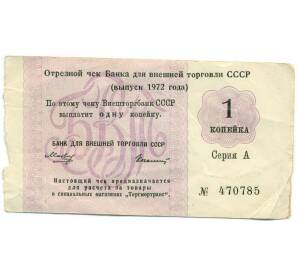 Отрезной чек Банка для внешней торговли СССР
(выпуск 1972 года)
По этому чеку Внешторгбанк СССР
выплатит ОДНУ копейку.
1
КОПЕЙКА
Серия А
БАНК ДЛЯ ВНЕШНЕЙ ТОРГОВЛИ СССР
№ 470785
Настоящий чек предназначается
для расчета за товары
в специальных магазинах „Торгмортранс“.